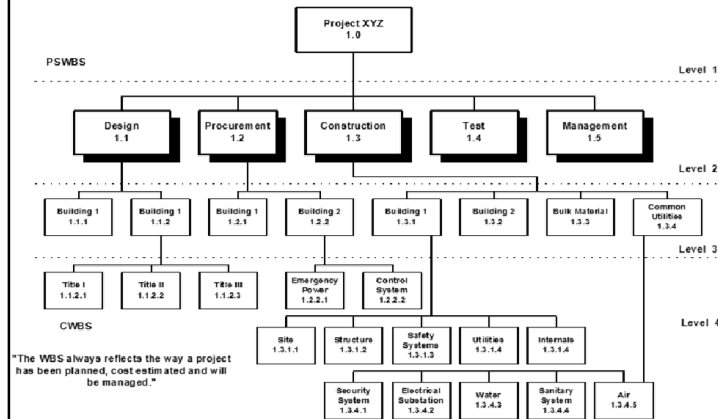 Project XYZ
1.0
PSWBS
Level 1
Design
1.1
Procurement
1.2
Construction
1.3
Test
1.4
Management
1.5
Level 2
Building 1
1.1.1
Building 1
1.1.2
Building 1
1.2.1
Building 2
1.2.2
Building 1
1.3.1
Building 2
1.3.2
Bulk Material
1.3.3
Common
Utilities
1.3.4
Level 3
Title I
1.1.2.1
Title II
1.1.2.2
Title III
1.1.2.3
Emergency
Power
1.2.2.1
Control
System
1.2.2.2
CWBS
Level 4
Site
1.3.1.1
Structure
1.3.1.2
Safety
Systems
1.3.1.3
Utilities
1.3.1.4
Internals
1.3.1.4
"The WBS always reflects the way a project
has been planned, cost estimated and will
be managed."
Security
System
1.3.4.1
Electrical
Substation
1.3.4.2
Water
1.3.4.3
Sanitary
System
1.3.4.4
Air
1.3.4.5